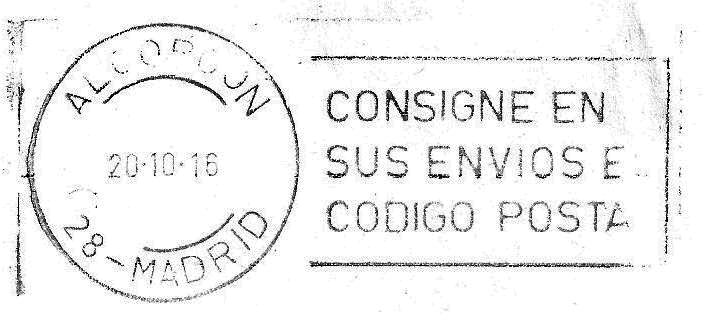 ALCORCON
20·10·16
28-MADRID
CONSIGNE EN
SUS ENVIOS E
CODIGO POSTA